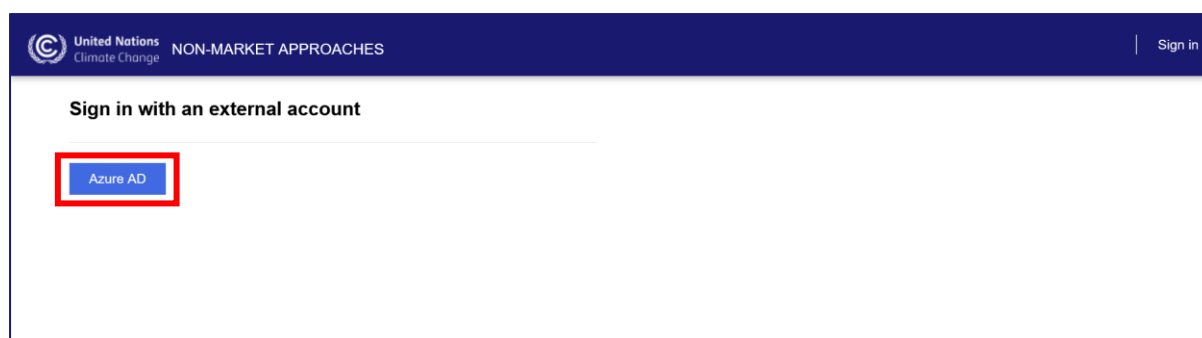 United Nations
Climate Change
NON-MARKET APPROACHES
Sign in
Sign in with an external account
Azure AD